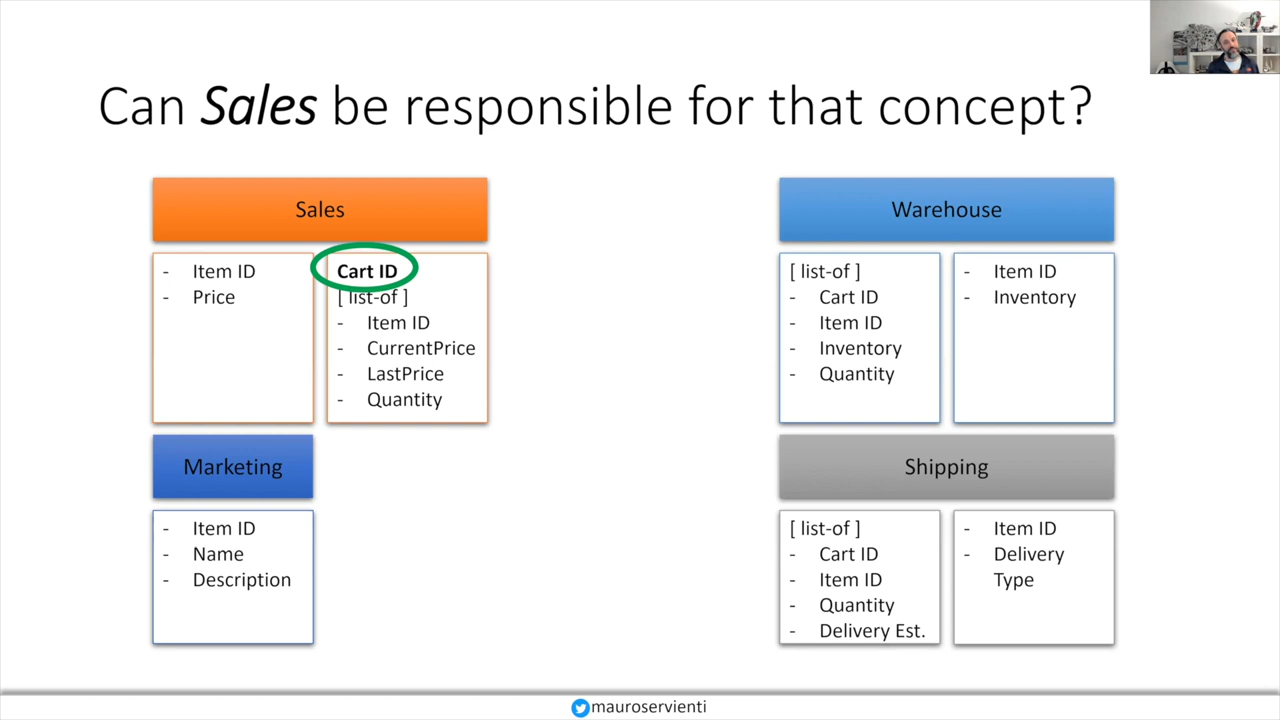 Can Sales be responsible for that concept?
Sales
- Item ID
- Price
Cart ID
[ list-of ]
- Item ID
- CurrentPrice
- LastPrice
- Quantity
Marketing
- Item ID
- Name
- Description
Warehouse
[ list-of ]
- Cart ID
- Item ID
- Inventory
- Quantity
- Item ID
- Inventory
Shipping
[ list-of ]
- Cart ID
- Item ID
- Quantity
- Delivery Est.
- Item ID
- Delivery
Type
mauroservienti